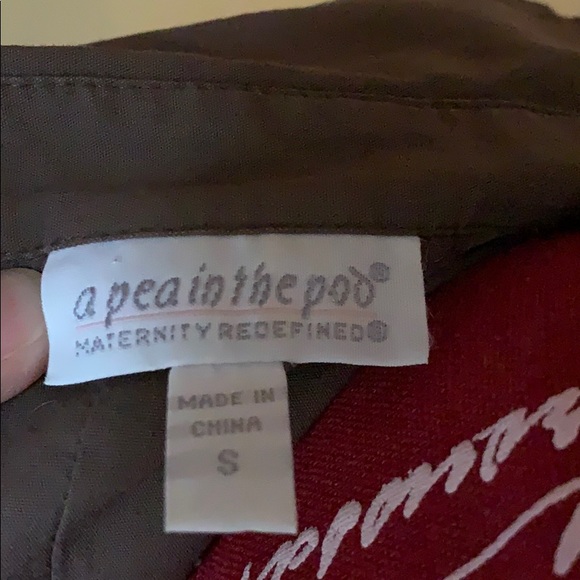 a pea in the pod®
MATERNITY REDEFINED®
MADE IN
CHINA
S